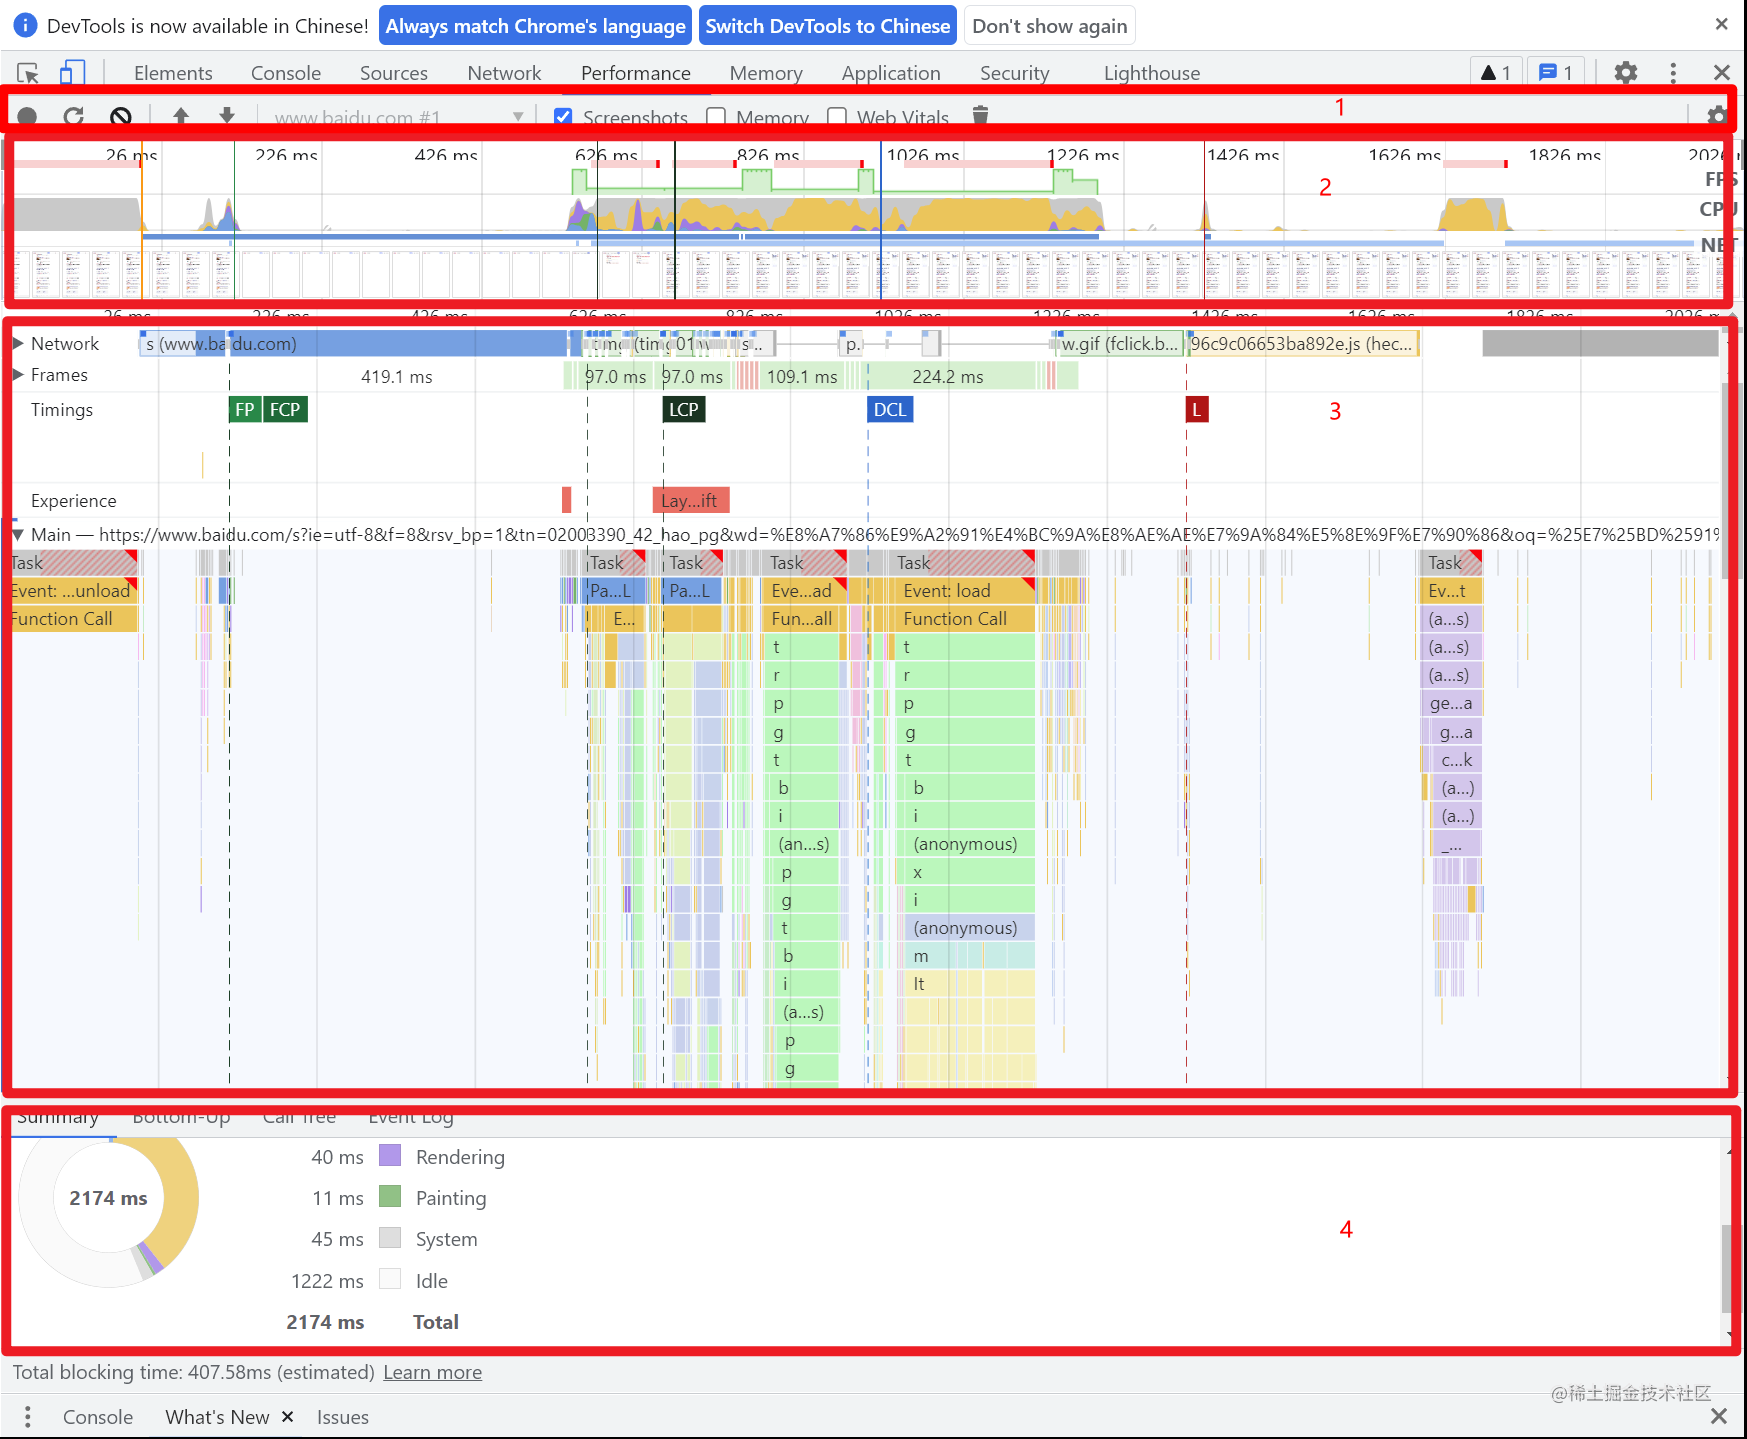 DevTools is now available in Chinese! Always match Chrome's language Switch DevTools to Chinese Don't show again
Elements Console Sources Network Performance Memory Application Security Lighthouse 1 1
www.baidu.com #1 Screenshots Memory Web Vitals 1
26 ms 226 ms 426 ms 626 ms 826 ms 1026 ms 1226 ms 1426 ms 1626 ms 1826 ms 2026
FPS
2
CPU
NET
26 ms 226 ms 426 ms 626 ms 826 ms 1026 ms 1226 ms 1426 ms 1626 ms 1826 ms 2026
Network s (www.baidu.com) s... p. w.gif (fclick.b... 96c9c06653ba892e.js (hec...
Frames 419.1 ms 97.0 ms 97.0 ms 109.1 ms 224.2 ms
Timings FP FCP LCP DCL L 3
Experience Lay...ift
Main — https://www.baidu.com/s?ie=utf-8&f=8&rsv_bp=1&tn=02003390_42_hao_pg&wd=%E8%A7%86%E9%A2%91%E4%BC%9A%E8%AE%AE%E7%9A%84%E5%8E%9F%E7%90%86&oq=%25E7%25BD%2591%
Task Task Task Task Task Task
Event: ...unload Pa...L Pa...L Eve...ad Event: load Ev...t
Function Call E... Fun...all Function Call (a...s)
t t (a...s)
r r (a...s)
p p ge...a
g g g...a
t t c...k
b b (a...)
i i (a...)
(an...s) (anonymous) _...
p x
g i
t (anonymous)
b m
i lt
(a...s)
p
g
Summary Bottom-Up Call Tree Event Log
40 ms Rendering
2174 ms 11 ms Painting
45 ms System
4
1222 ms Idle
2174 ms Total
Total blocking time: 407.58ms (estimated) Learn more
@稀土掘金技术社区
Console What's New Issues